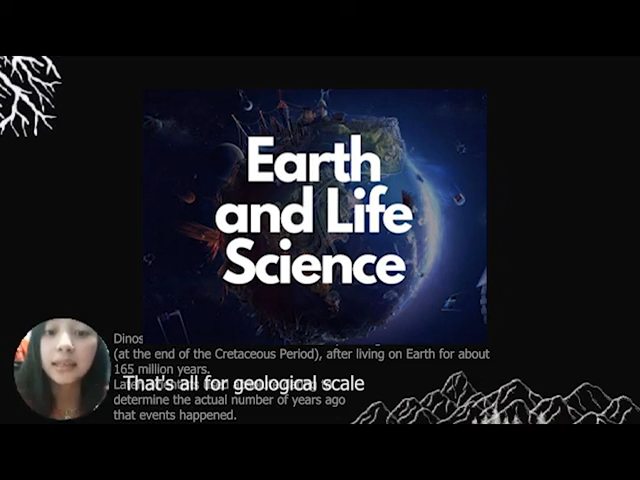 Earth
and Life
Science
Dinos
(at the end of the Cretaceous Period), after living on Earth for about
165 million years.
That's all for geological scale
determine the actual number of years ago
that events happened.